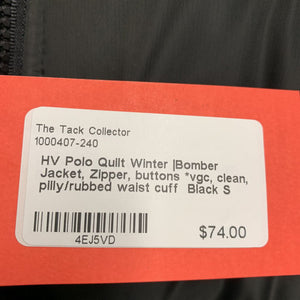 The Tack Collector
1000407-240
HV Polo Quilt Winter |Bomber
Jacket, Zipper, buttons *vgc, clean,
pilly/rubbed waist cuff  Black S
4EJ5VD
$74.00